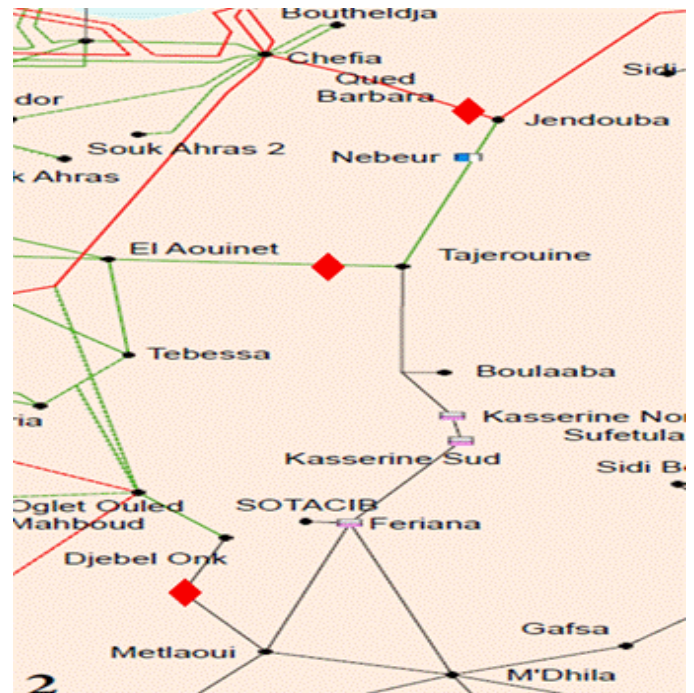 Boutheldja
Chefia
Qued
Barbara
Sidi
dor
Jendouba
Souk Ahras 2
Nebeur
k Ahras
El Aouinet
Tajerouine
Tebessa
Boulaaba
ria
Kasserine Nor
Sufetula
Kasserine Sud
Sidi B
Oglet Ouled
Mahboud
SOTACIB
Feriana
Djebel Onk
Gafsa
Metlaoui
M'Dhila
2